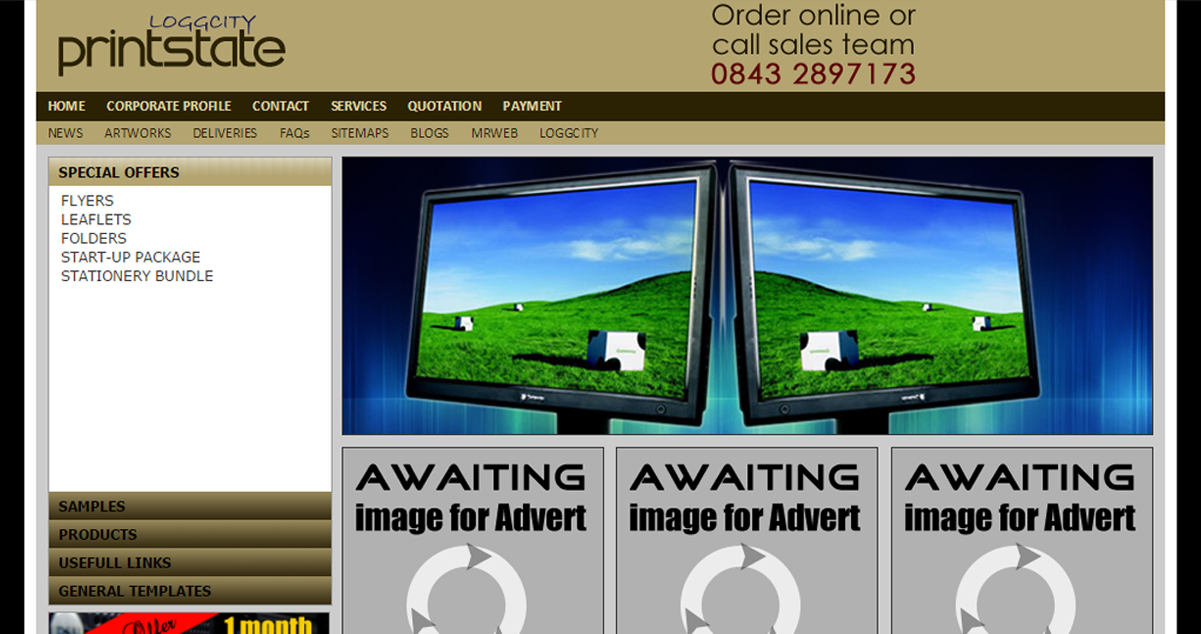 LOGGCITY
printstate
Order online or
call sales team
0843 2897173
HOME CORPORATE PROFILE CONTACT SERVICES QUOTATION PAYMENT
NEWS ARTWORKS DELIVERIES FAQs SITEMAPS BLOGS MRWEB LOGGCITY
SPECIAL OFFERS
FLYERS
LEAFLETS
FOLDERS
START-UP PACKAGE
STATIONERY BUNDLE
SAMPLES
PRODUCTS
USEFULL LINKS
GENERAL TEMPLATES
Offer 1 month
AWAITING
image for Advert
AWAITING
image for Advert
AWAITING
image for Advert